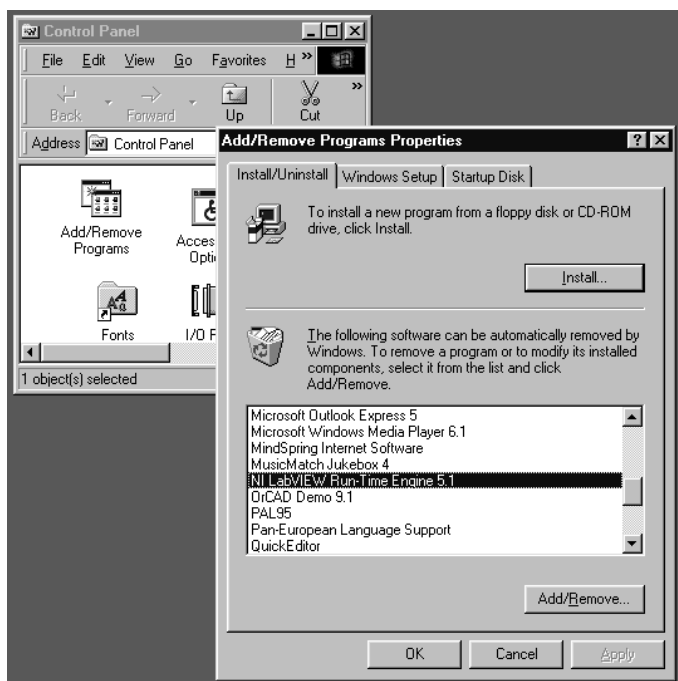 Control Panel
File Edit View Go Favorites H »
Back Forward Up Cut »
Address Control Panel
Add/Remove
Programs
Fonts
1 object(s) selected
Add/Remove Programs Properties
Install/Uninstall Windows Setup Startup Disk
To install a new program from a floppy disk or CD-ROM
drive, click Install.
Install...
The following software can be automatically removed by
Windows. To remove a program or to modify its installed
components, select it from the list and click
Add/Remove.
Microsoft Outlook Express 5
Microsoft Windows Media Player 6.1
MindSpring Internet Software
MusicMatch Jukebox 4
NI LabVIEW Run-Time Engine 5.1
OrCAD Demo 9.1
PAL95
Pan-European Language Support
QuickEditor
Add/Remove...
OK Cancel Apply